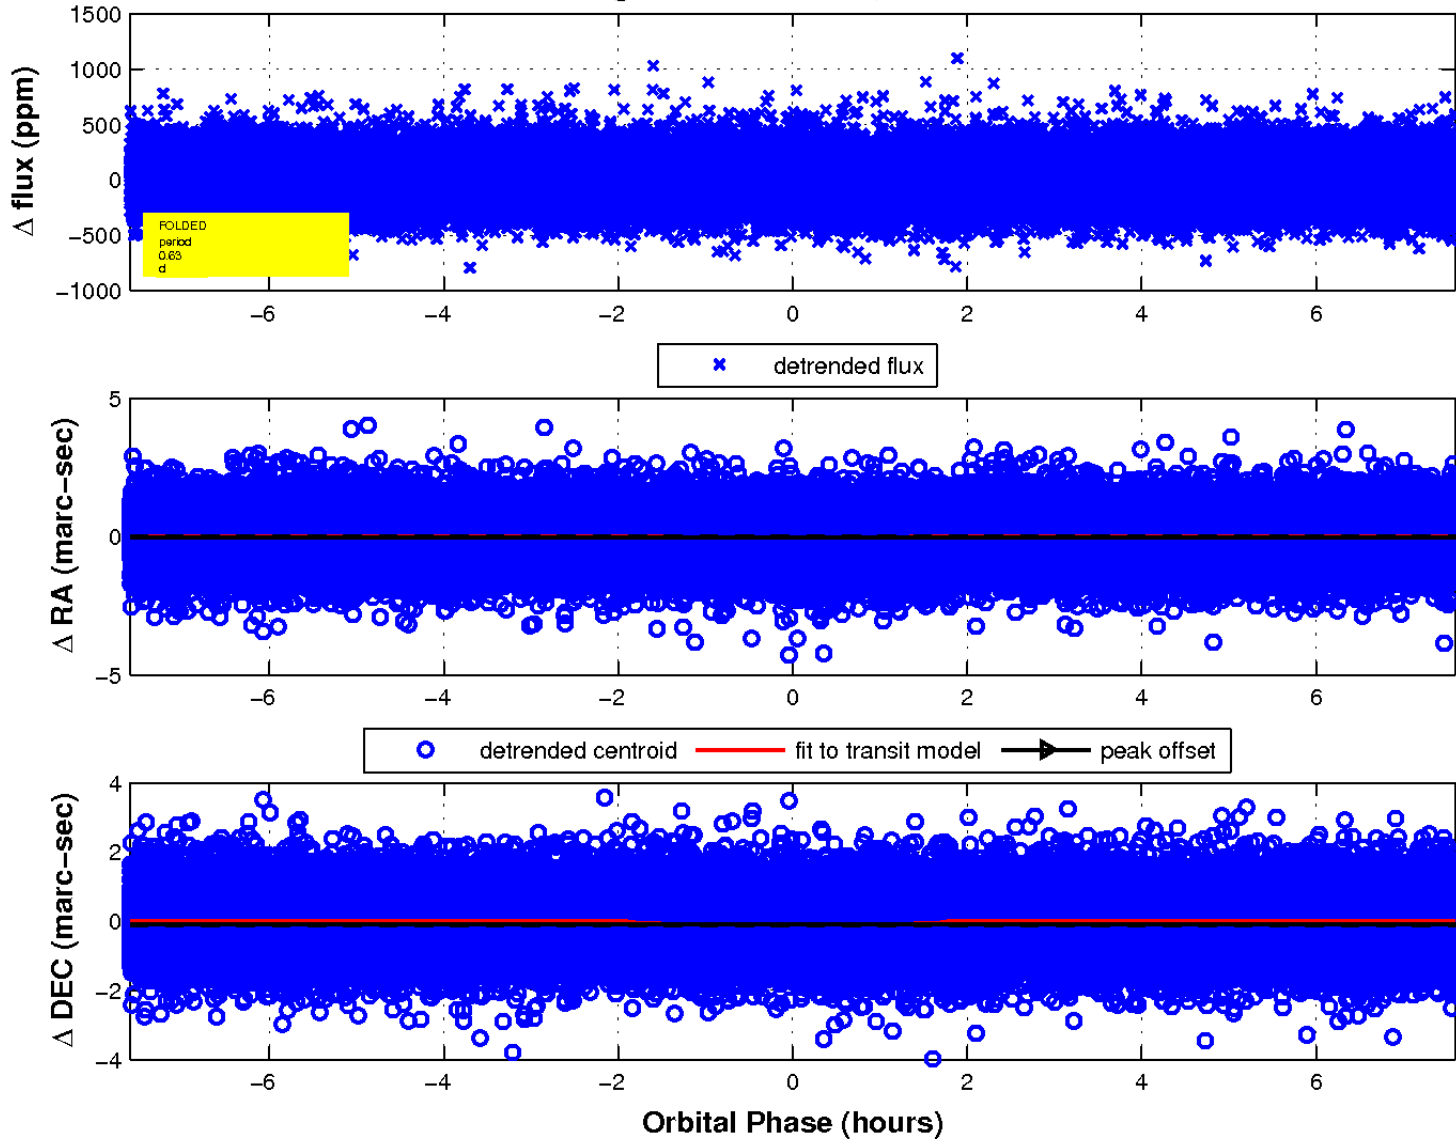 1500
1000
500
0
−500
−1000
Δ flux (ppm)
FOLDED
period
0.63
d
−6 −4 −2 0 2 4 6
detrended flux
5
0
−5
Δ RA (marc−sec)
−6 −4 −2 0 2 4 6
detrended centroid fit to transit model peak offset
4
2
0
−2
−4
Δ DEC (marc−sec)
−6 −4 −2 0 2 4 6
Orbital Phase (hours)